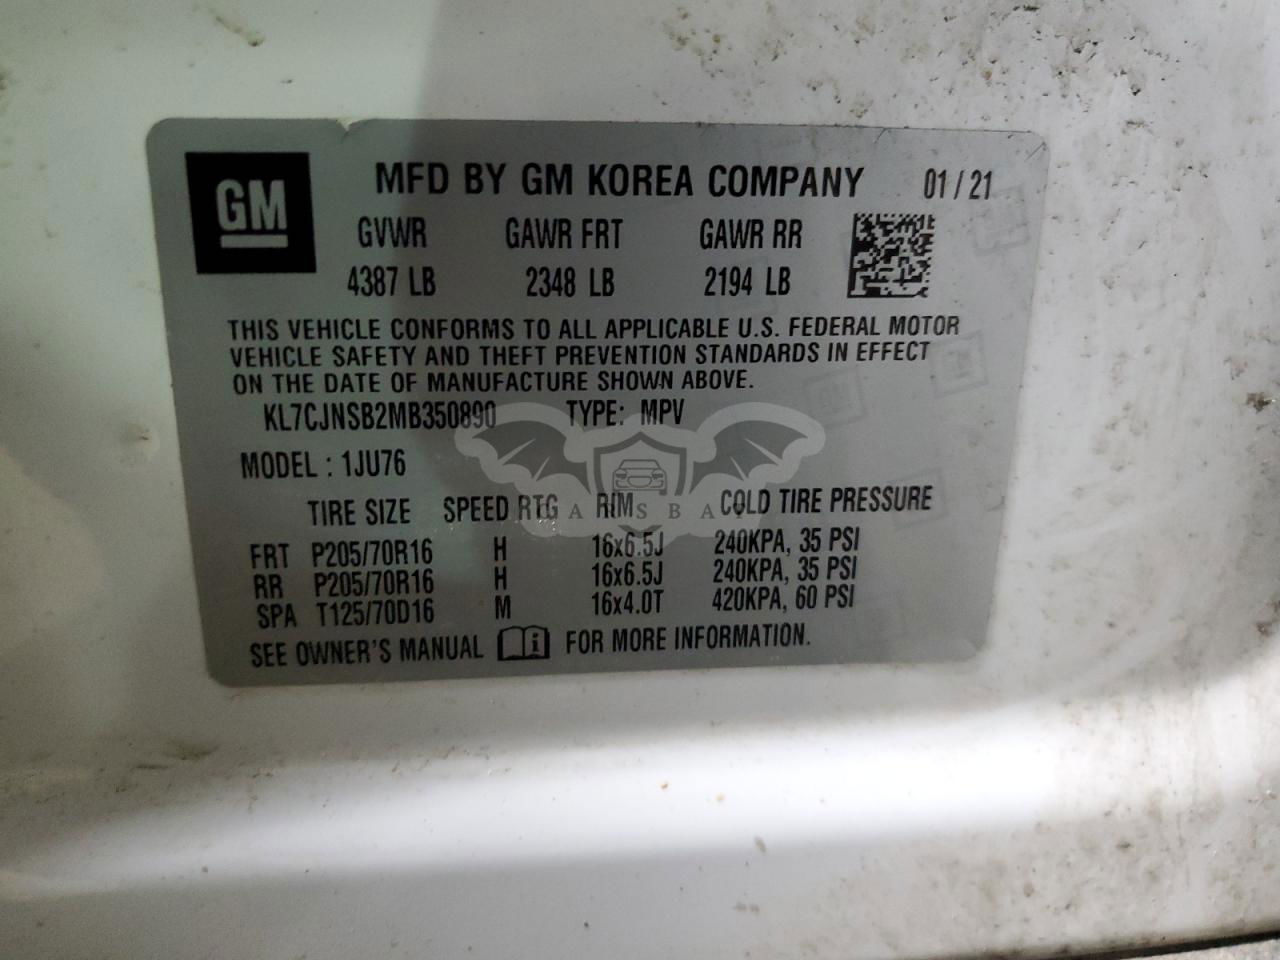 GM
MFD BY GM KOREA COMPANY 01/21
GVWR GAWR FRT GAWR RR
4387 LB 2348 LB 2194 LB
THIS VEHICLE CONFORMS TO ALL APPLICABLE U.S. FEDERAL MOTOR
VEHICLE SAFETY AND THEFT PREVENTION STANDARDS IN EFFECT
ON THE DATE OF MANUFACTURE SHOWN ABOVE.
KL7CJNSB2MB350890 TYPE: MPV
MODEL : 1JU76
TIRE SIZE SPEED RTG RIM COLD TIRE PRESSURE
CARSBAT
FRT P205/70R16 H 16x6.5J 240KPA, 35 PSI
RR P205/70R16 H 16x6.5J 240KPA, 35 PSI
SPA T125/70D16 M 16x4.0T 420KPA, 60 PSI
SEE OWNER'S MANUAL i FOR MORE INFORMATION.